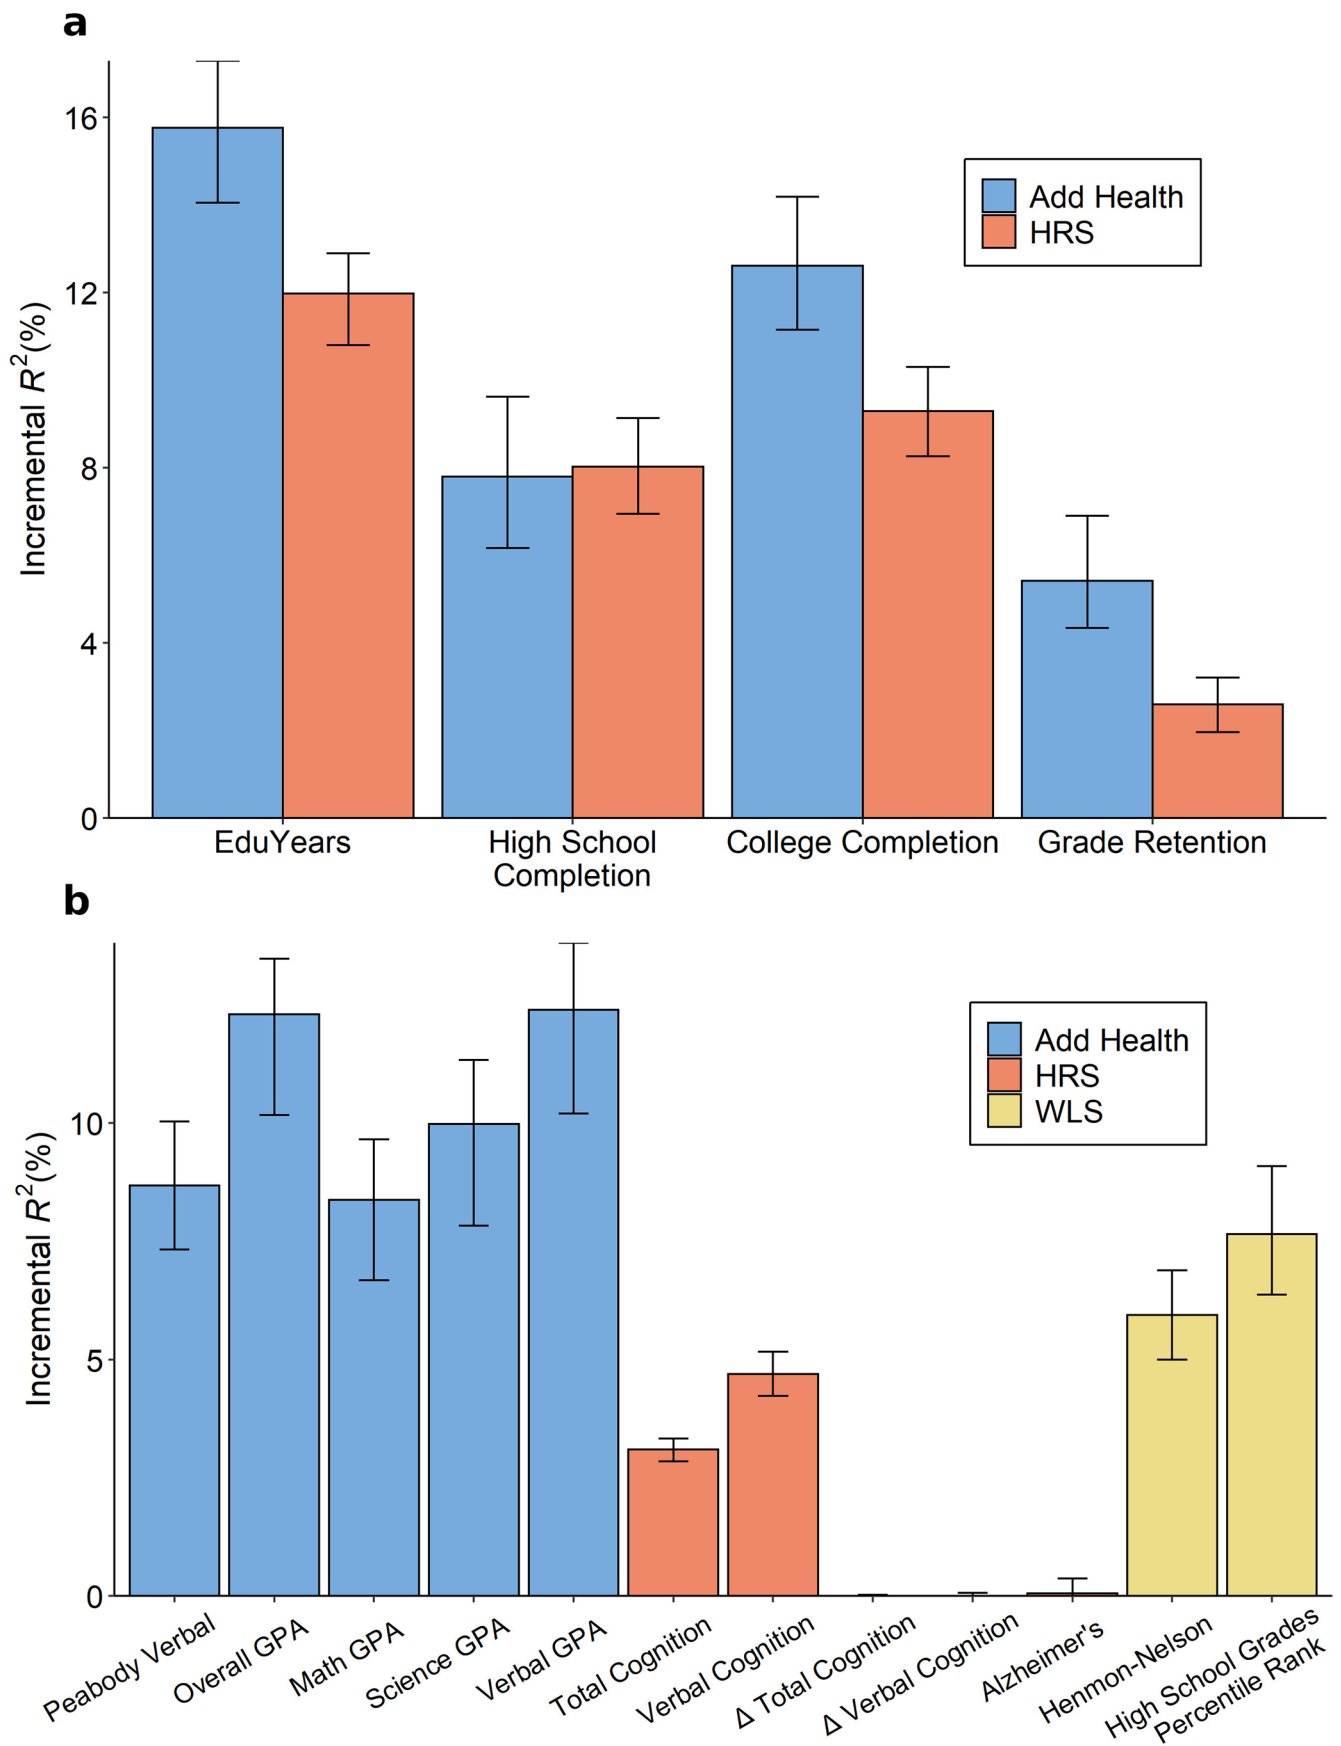 a
Incremental R²(%)
16
12
8
4
0
Add Health
HRS
EduYears
High School
Completion
College Completion
Grade Retention
b
Incremental R²(%)
10
5
0
Add Health
HRS
WLS
Peabody Verbal
Overall GPA
Math GPA
Science GPA
Verbal GPA
Total Cognition
Verbal Cognition
Δ Total Cognition
Δ Verbal Cognition
Alzheimer's
Henmon-Nelson
High School Grades
Percentile Rank